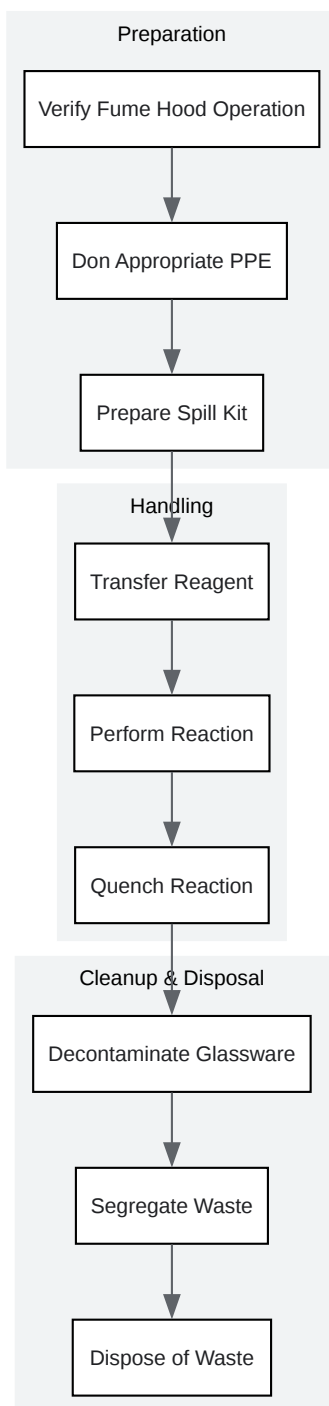 Preparation
Verify Fume Hood Operation
Don Appropriate PPE
Prepare Spill Kit
Handling
Transfer Reagent
Perform Reaction
Quench Reaction
Cleanup & Disposal
Decontaminate Glassware
Segregate Waste
Dispose of Waste